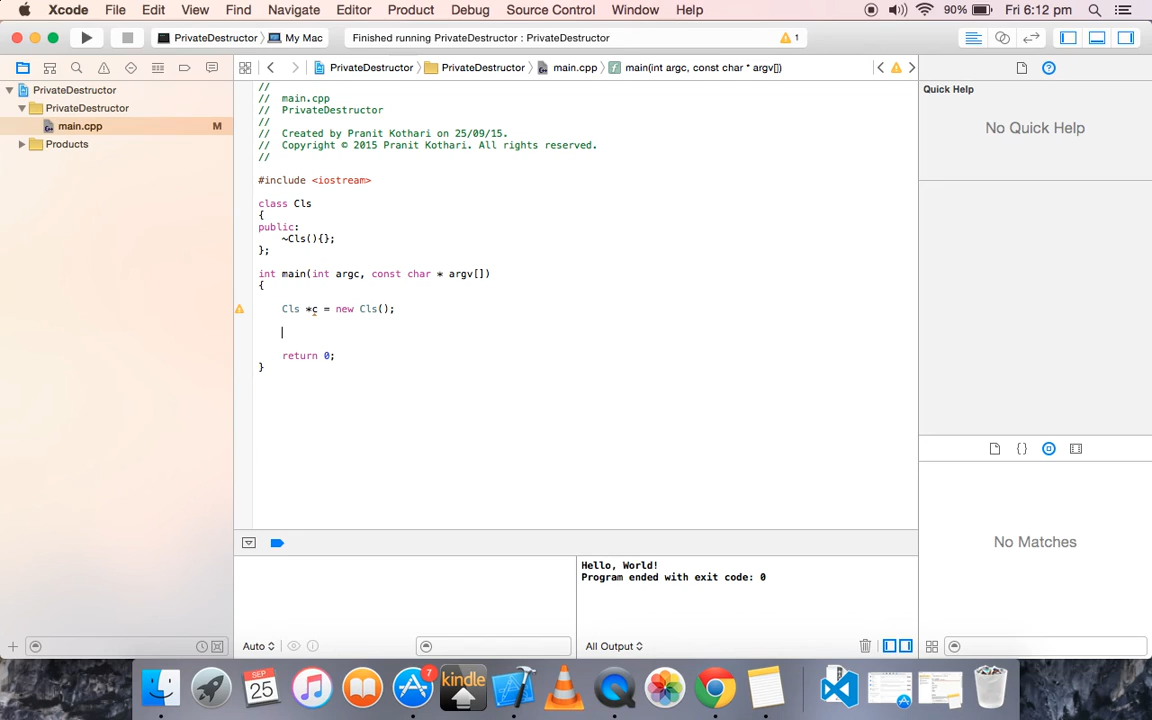 Xcode File Edit View Find Navigate Editor Product Debug Source Control Window Help 90% Fri 6:12 pm
PrivateDestructor My Mac Finished running PrivateDestructor : PrivateDestructor 1
PrivateDestructor PrivateDestructor main.cpp main(int argc, const char * argv[])
PrivateDestructor
PrivateDestructor
main.cpp M
Products
//
// main.cpp
// PrivateDestructor
//
// Created by Pranit Kothari on 25/09/15.
// Copyright © 2015 Pranit Kothari. All rights reserved.
//
#include <iostream>
class Cls
{
public:
~Cls(){};
};
int main(int argc, const char * argv[])
{
Cls *c = new Cls();
return 0;
}
Quick Help
No Quick Help
{ }
No Matches
Hello, World!
Program ended with exit code: 0
Auto
All Output
SEP
25
7
kindle